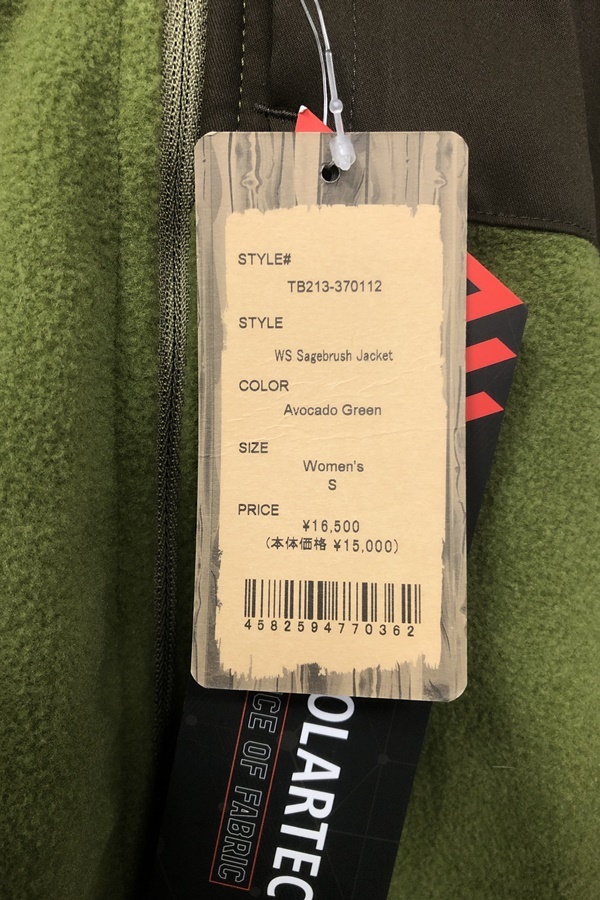 STYLE#
TB213-370112
STYLE
WS Sagebrush Jacket
COLOR
Avocado Green
SIZE
Women's
S
PRICE
¥16,500
(本体価格 ¥15,000)
4582594770362
OLARTEC
CE OF FABRIC